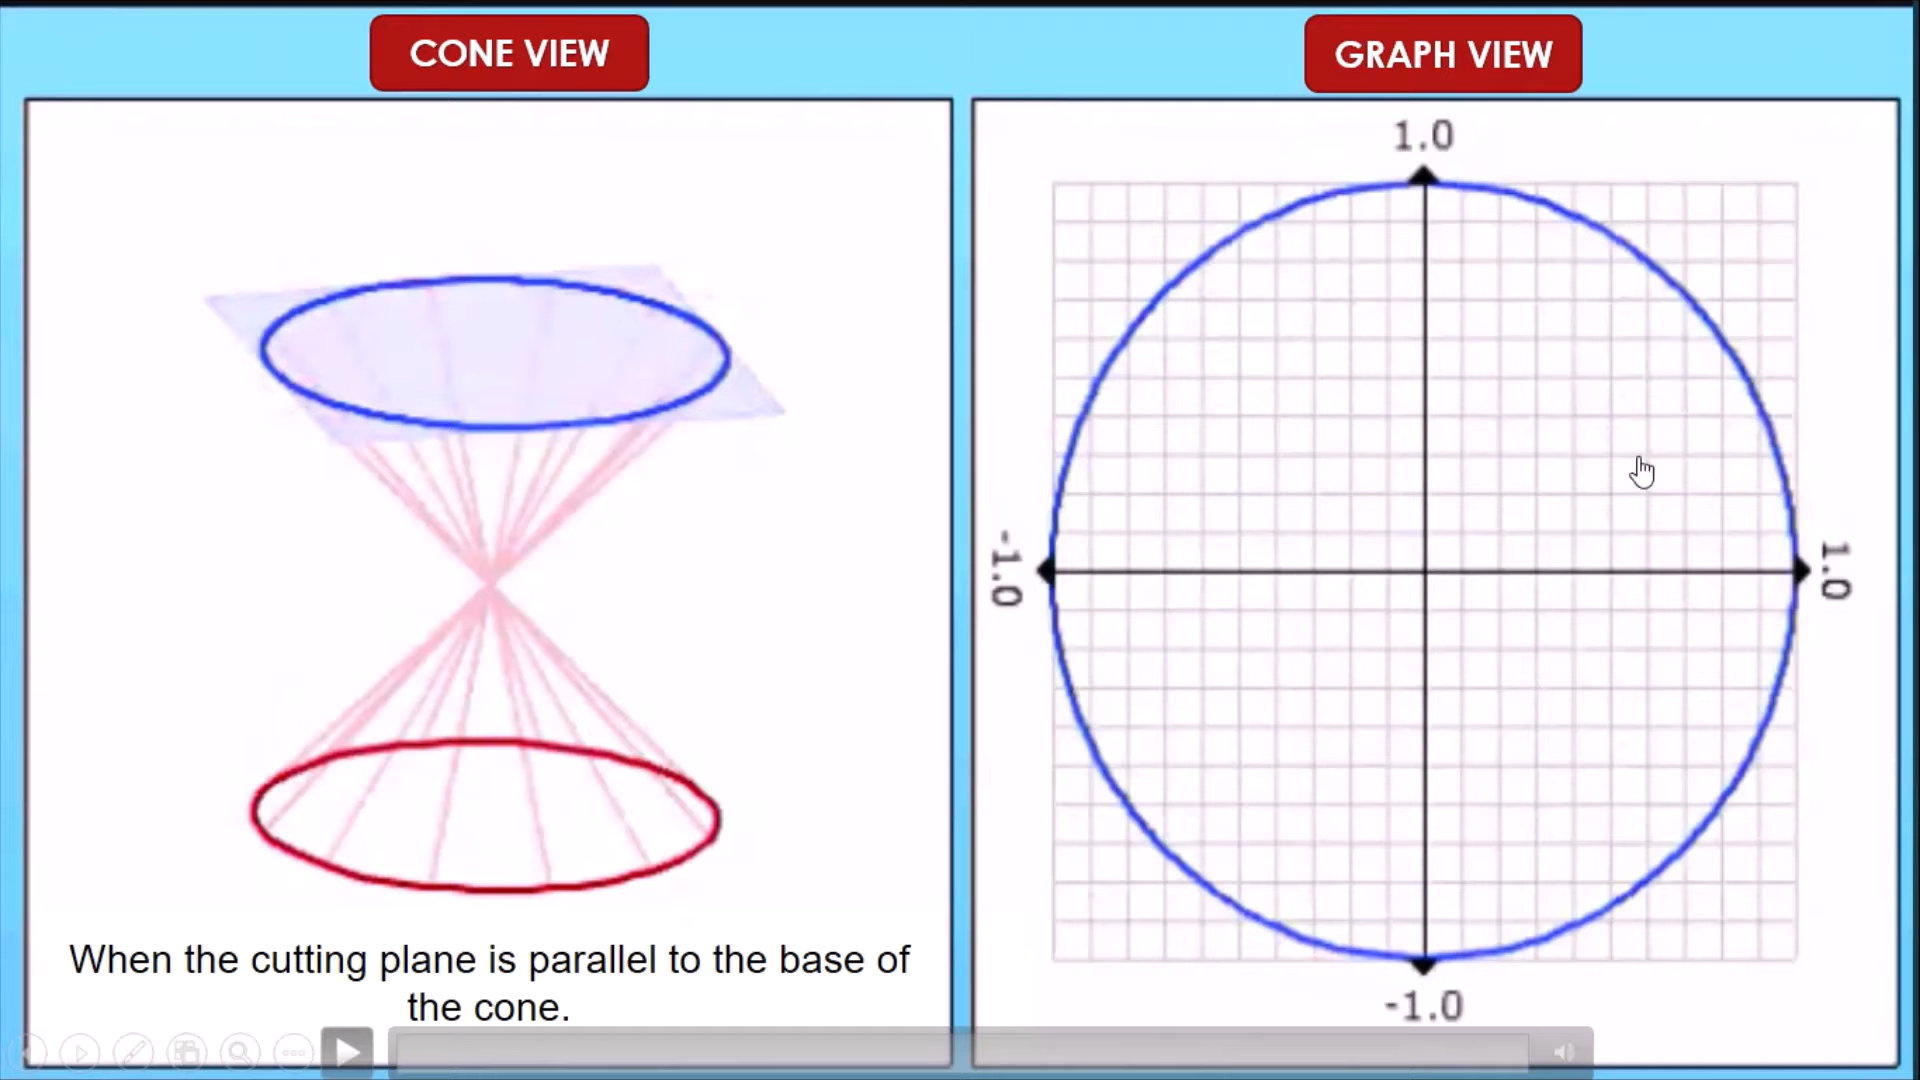 CONE VIEW
GRAPH VIEW
1.0
-1.0
1.0
-1.0
When the cutting plane is parallel to the base of
the cone.